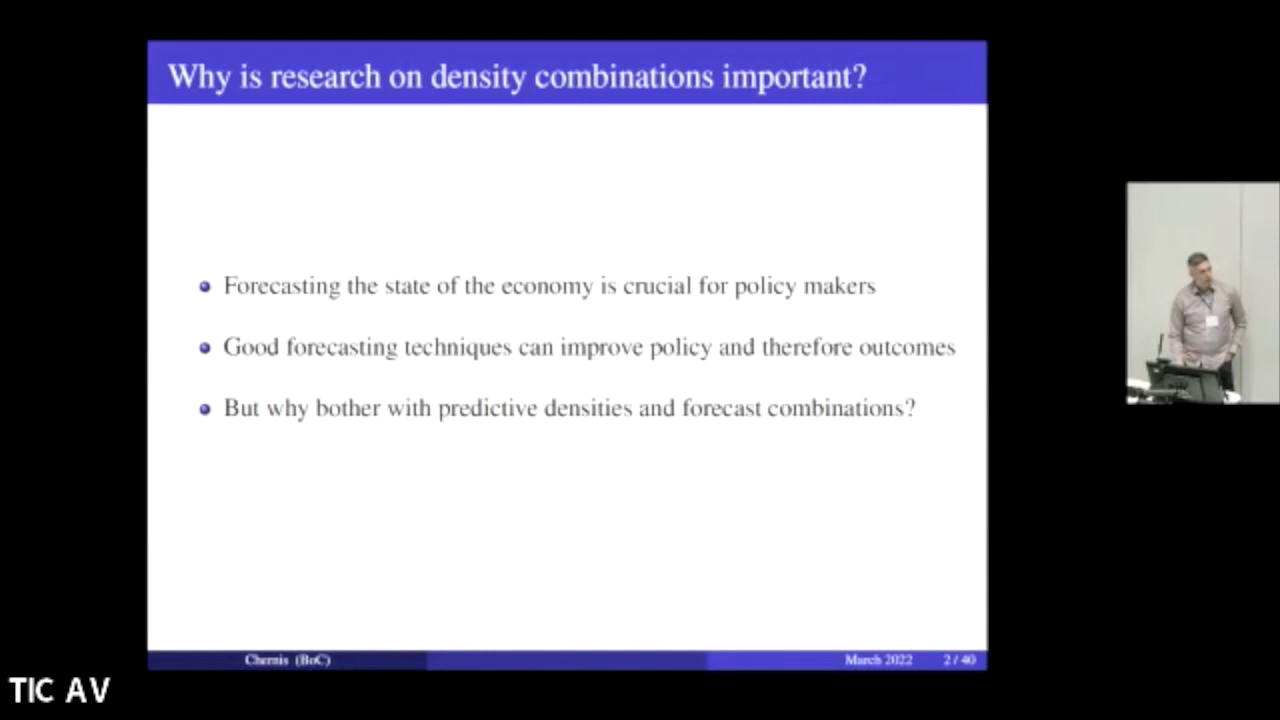 Why is research on density combinations important?
Forecasting the state of the economy is crucial for policy makers
Good forecasting techniques can improve policy and therefore outcomes
But why bother with predictive densities and forecast combinations?
Chernis (BoC)
March 2022 2 / 40
TIC AV